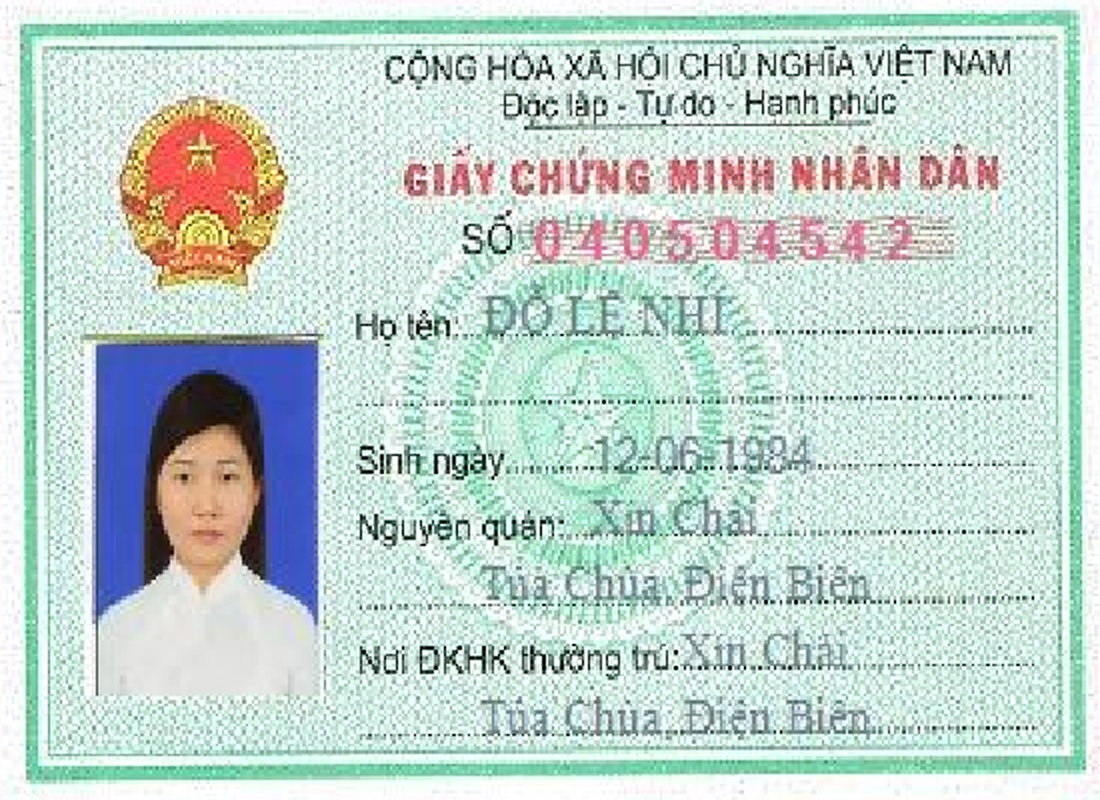 CỘNG HÒA XÃ HỘI CHỦ NGHĨA VIỆT NAM
Độc lập - Tự do - Hạnh phúc
GIẤY CHỨNG MINH NHÂN DÂN
SỐ 040504542
Họ tên: ĐỖ LÊ NHI
Sinh ngày 12-06-1984
Nguyên quán: Xín Chải
Tủa Chùa, Điện Biên
Nơi ĐKHK thường trú: Xín Chải
Tủa Chùa, Điện Biên